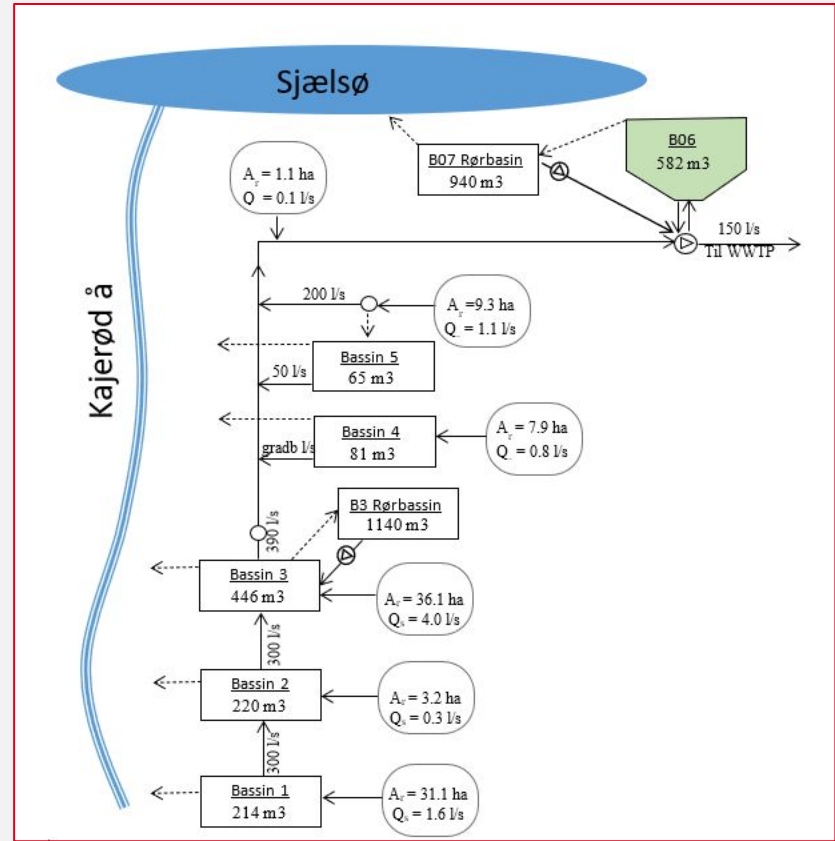 Sjælsø
B06
582 m3
B07 Rørbasin
940 m3
A_r = 1.1 ha
Q = 0.1 l/s
150 l/s
Til WWTP
Kajerød å
200 l/s
A_r =9.3 ha
Q_ = 1.1 l/s
Bassin 5
65 m3
50 l/s
Bassin 4
81 m3
gradb l/s
A_r = 7.9 ha
Q_ = 0.8 l/s
B3 Rørbassin
1140 m3
390 l/s
Bassin 3
446 m3
A_r = 36.1 ha
Q_s = 4.0 l/s
300 l/s
Bassin 2
220 m3
A_r = 3.2 ha
Q_s = 0.3 l/s
300 l/s
Bassin 1
214 m3
A_r = 31.1 ha
Q_s = 1.6 l/s